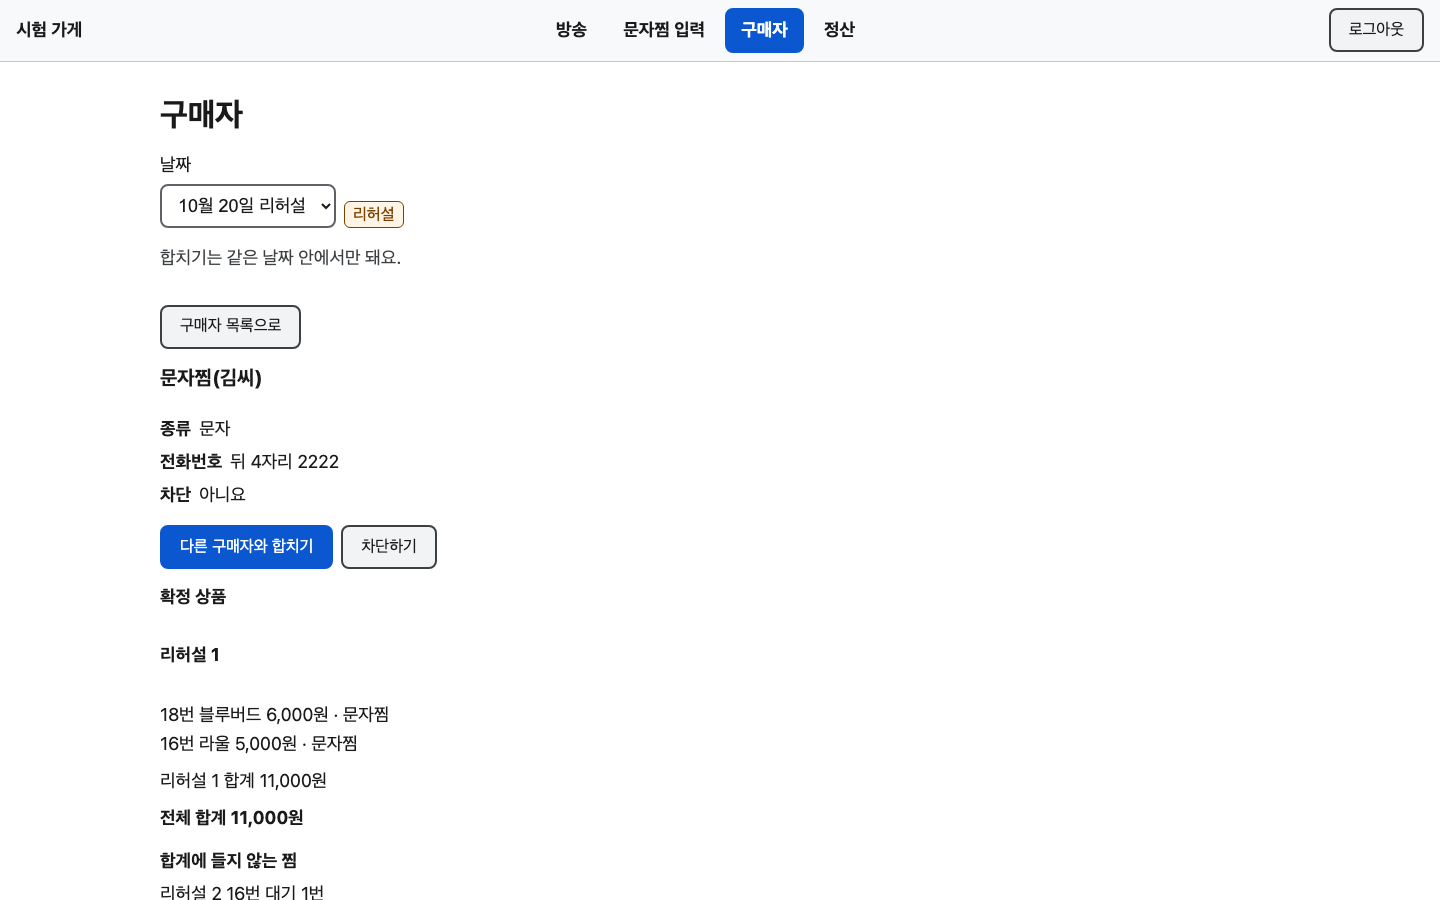 시험 가게
방송
문자찜 입력
구매자
정산
로그아웃
구매자
날짜
10월 20일 리허설
리허설
합치기는 같은 날짜 안에서만 돼요.
구매자 목록으로
문자찜(김씨)
종류 문자
전화번호 뒤 4자리 2222
차단 아니요
다른 구매자와 합치기
차단하기
확정 상품
리허설 1
18번 블루버드 6,000원 · 문자찜
16번 라울 5,000원 · 문자찜
리허설 1 합계 11,000원
전체 합계 11,000원
합계에 들지 않는 찜
리허설 2 16번 대기 1번